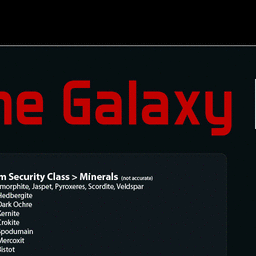 ne Galaxy
m Security Class > Minerals (not accurate)
morphite, Jaspet, Pyroxeres, Scordite, Veldspar
Hedbergite
Dark Ochre
Kernite
Crokite
Spodumain
Mercoxit
Bistot